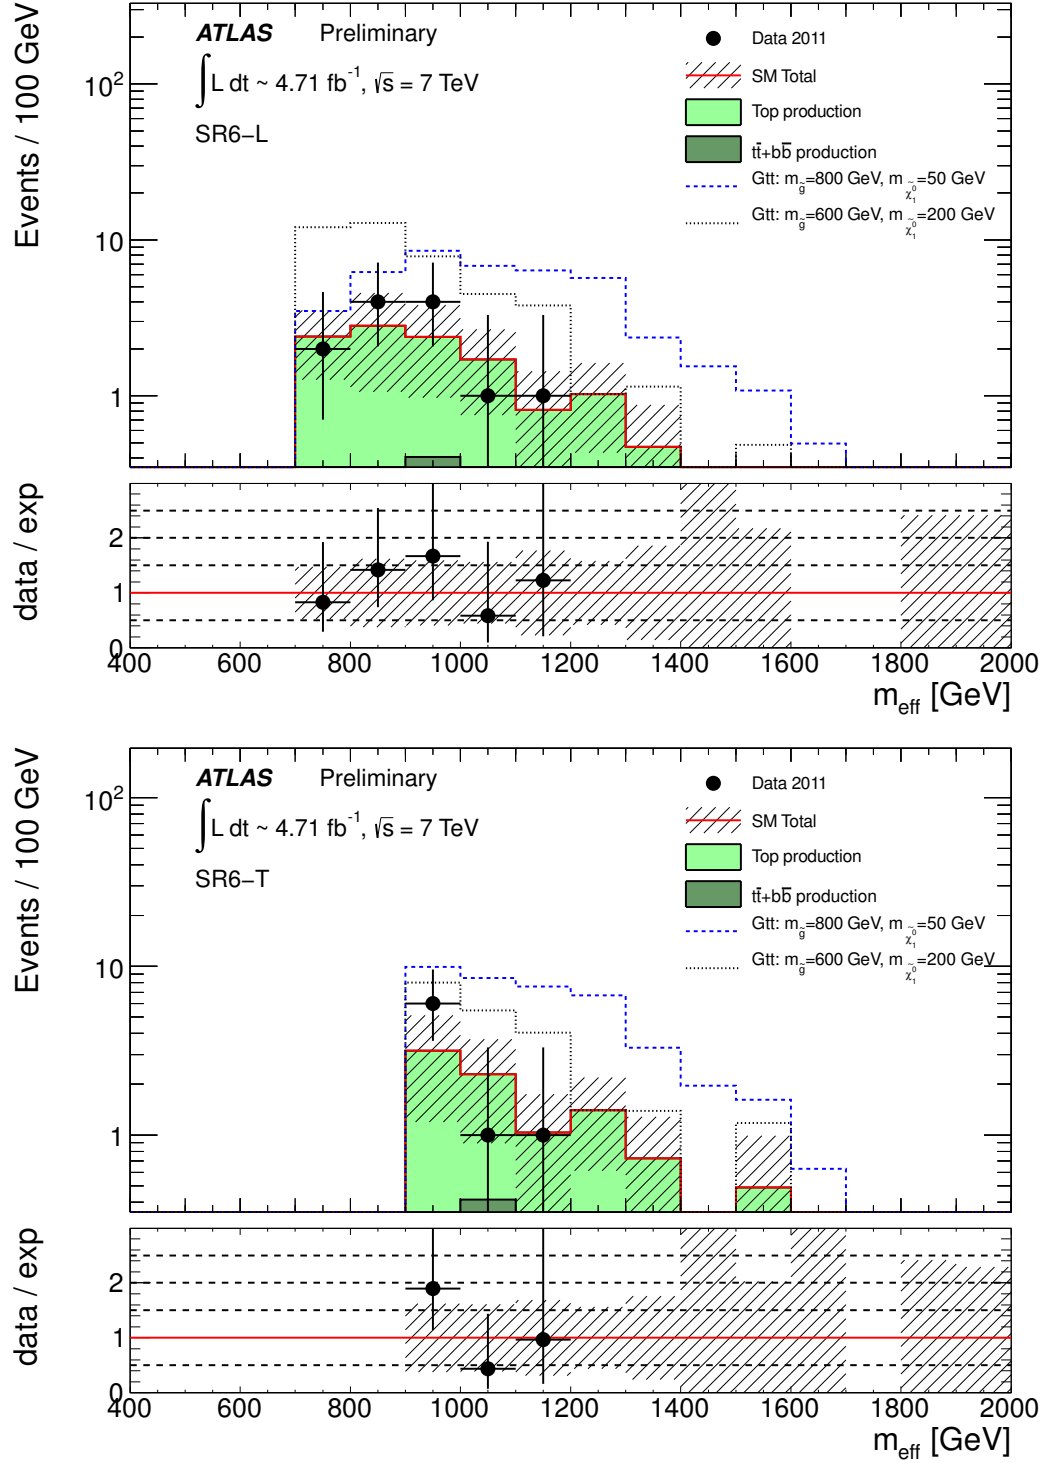 ATLAS Preliminary
∫L dt ~ 4.71 fb⁻¹, √s = 7 TeV
SR6−L
Data 2011
SM Total
Top production
tt̄+bb̄ production
Gtt: m_g̃=800 GeV, m_χ̃₁⁰=50 GeV
Gtt: m_g̃=600 GeV, m_χ̃₁⁰=200 GeV
Events / 100 GeV
10²
10
1
data / exp
2
1
0
400 600 800 1000 1200 1400 1600 1800 2000
m_eff [GeV]
ATLAS Preliminary
∫L dt ~ 4.71 fb⁻¹, √s = 7 TeV
SR6−T
Data 2011
SM Total
Top production
tt̄+bb̄ production
Gtt: m_g̃=800 GeV, m_χ̃₁⁰=50 GeV
Gtt: m_g̃=600 GeV, m_χ̃₁⁰=200 GeV
Events / 100 GeV
10²
10
1
data / exp
2
1
0
400 600 800 1000 1200 1400 1600 1800 2000
m_eff [GeV]